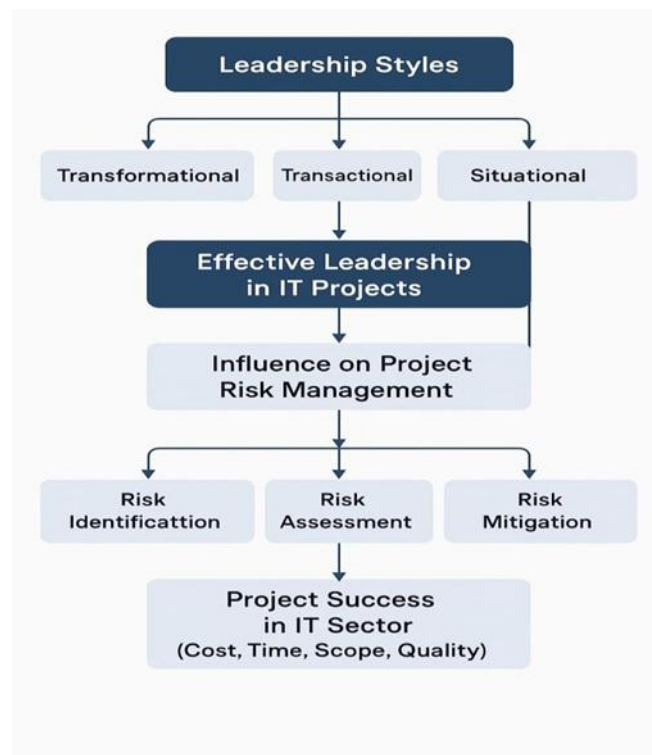 Leadership Styles
Transformational
Transactional
Situational
Effective Leadership
in IT Projects
Influence on Project
Risk Management
Risk
Identificattion
Risk
Assessment
Risk
Mitigation
Project Success
in IT Sector
(Cost, Time, Scope, Quality)